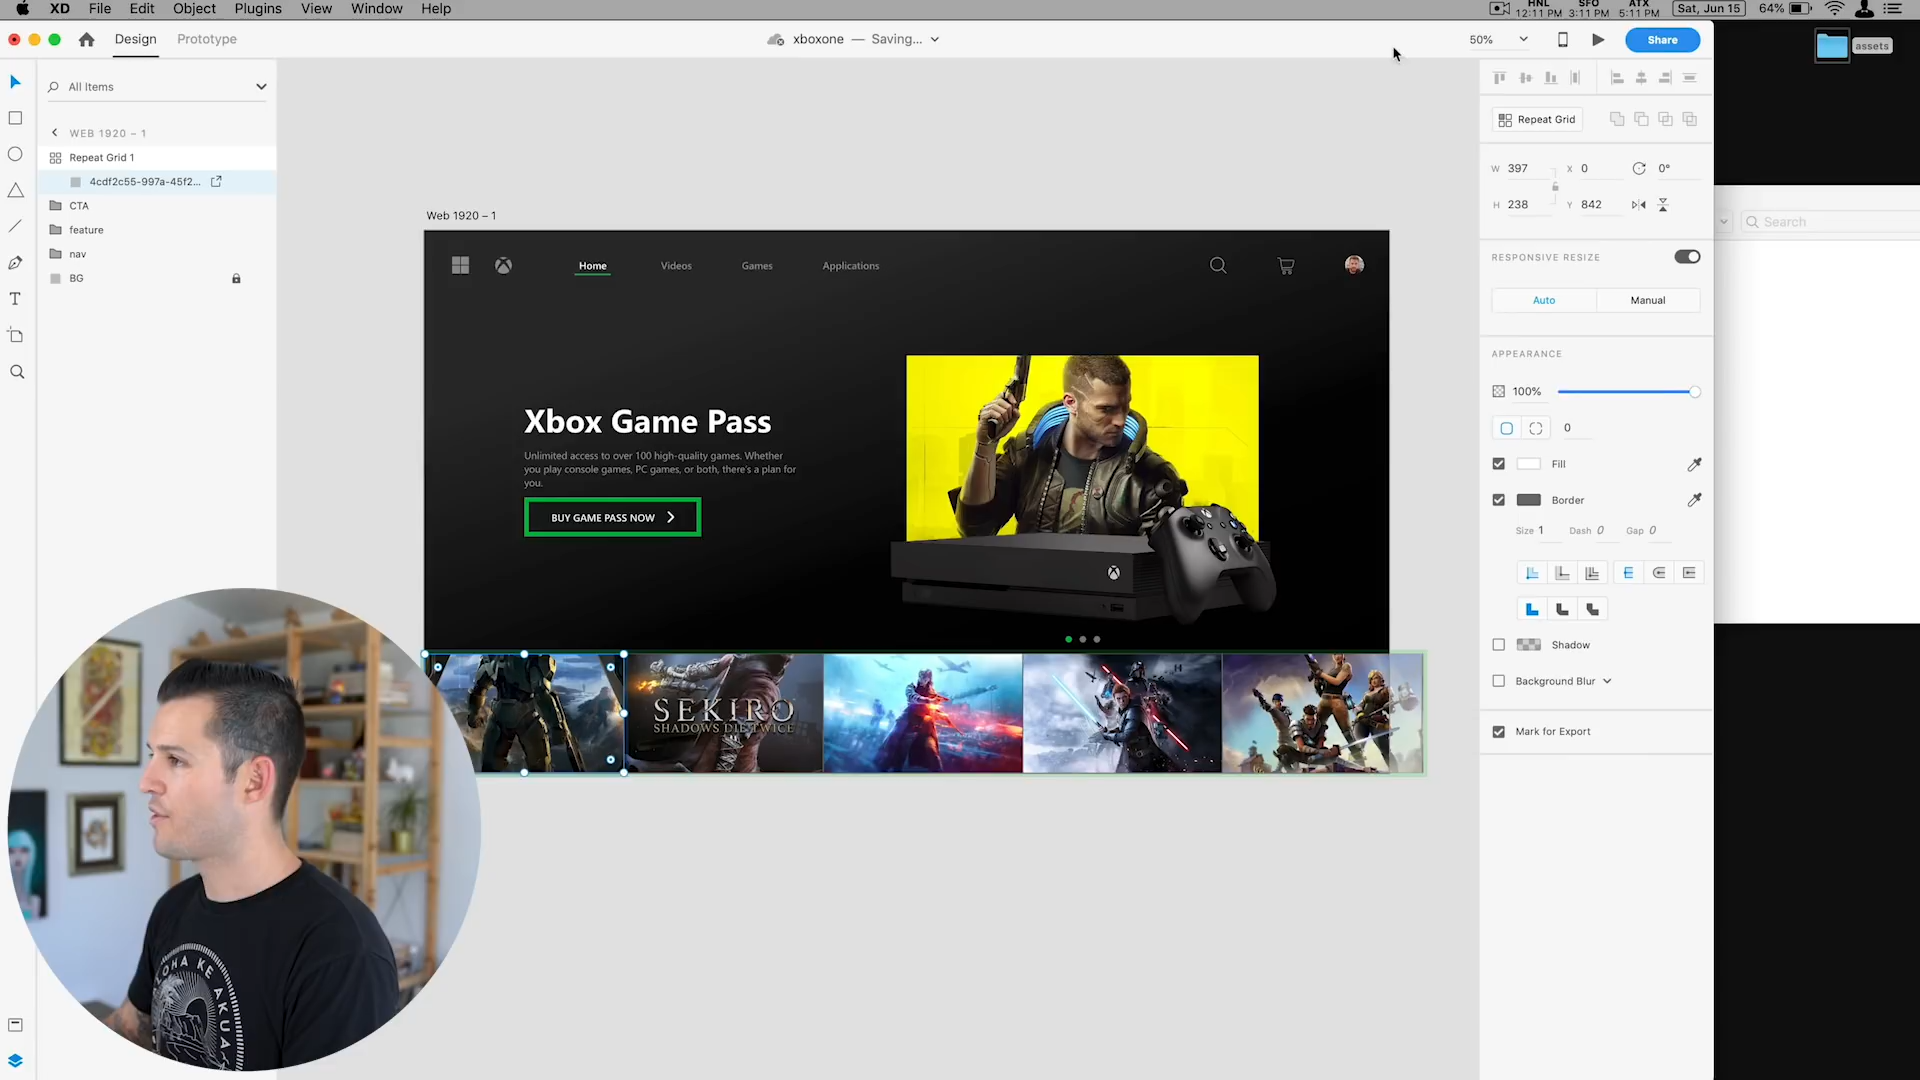 XD File Edit Object Plugins View Window Help
HNL SFO ATX
12:11 PM 3:11 PM 5:11 PM
Sat, Jun 15
64%
Design Prototype
xboxone — Saving...
50%
Share
assets
All Items
WEB 1920 – 1
Repeat Grid 1
4cdf2c55-997a-45f2...
CTA
feature
nav
BG
Web 1920 – 1
Home Videos Games Applications
Xbox Game Pass
Unlimited access to over 100 high-quality games. Whether
you play console games, PC games, or both, there's a plan for
you.
BUY GAME PASS NOW
SEKIRO
SHADOWS DIE TWICE
Repeat Grid
W 397 X 0 0°
H 238 Y 842
RESPONSIVE RESIZE
Auto Manual
APPEARANCE
100%
0
Fill
Border
Size 1 Dash 0 Gap 0
Shadow
Background Blur
Mark for Export
Search
ALOHA KE AKUA